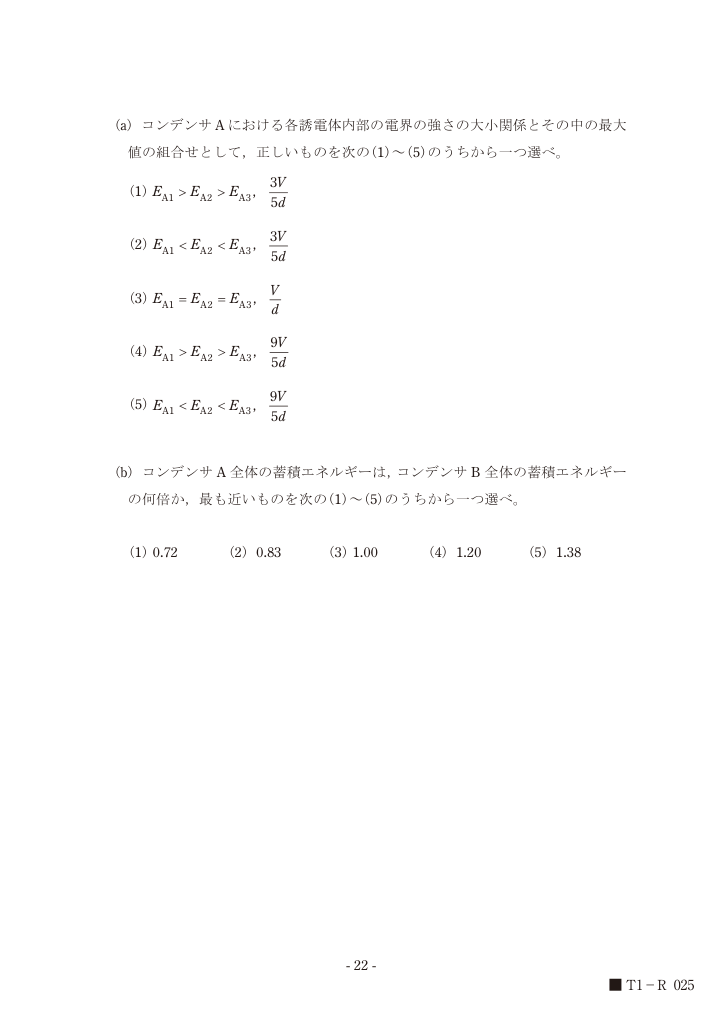 (a) コンデンサ A における各誘電体内部の電界の強さの大小関係とその中の最大
値の組合せとして，正しいものを次の(1)～(5)のうちから一つ選べ。
(1) E_A1 > E_A2 > E_A3， 3V/5d
(2) E_A1 < E_A2 < E_A3， 3V/5d
(3) E_A1 = E_A2 = E_A3， V/d
(4) E_A1 > E_A2 > E_A3， 9V/5d
(5) E_A1 < E_A2 < E_A3， 9V/5d
(b) コンデンサ A 全体の蓄積エネルギーは，コンデンサ B 全体の蓄積エネルギー
の何倍か，最も近いものを次の(1)～(5)のうちから一つ選べ。
(1) 0.72 (2) 0.83 (3) 1.00 (4) 1.20 (5) 1.38
- 22 -
■ T1－R 025